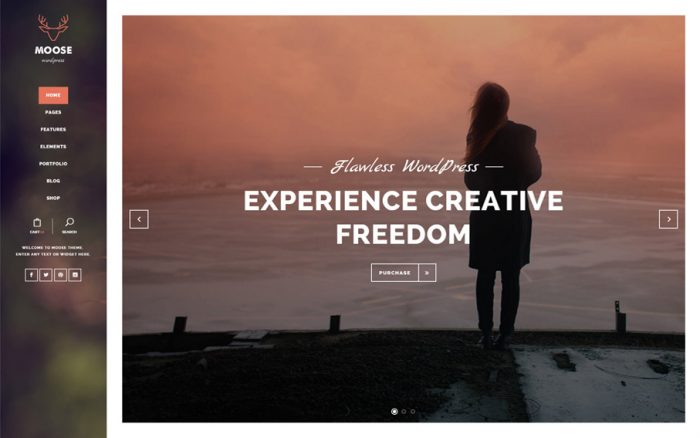 MOOSE
wordpress
HOME
PAGES
FEATURES
ELEMENTS
PORTFOLIO
BLOG
SHOP
CART
SEARCH
WELCOME TO MOOSE THEME.
ENTER ANY TEXT OR WIDGET HERE.
Flawless WordPress
EXPERIENCE CREATIVE
FREEDOM
PURCHASE